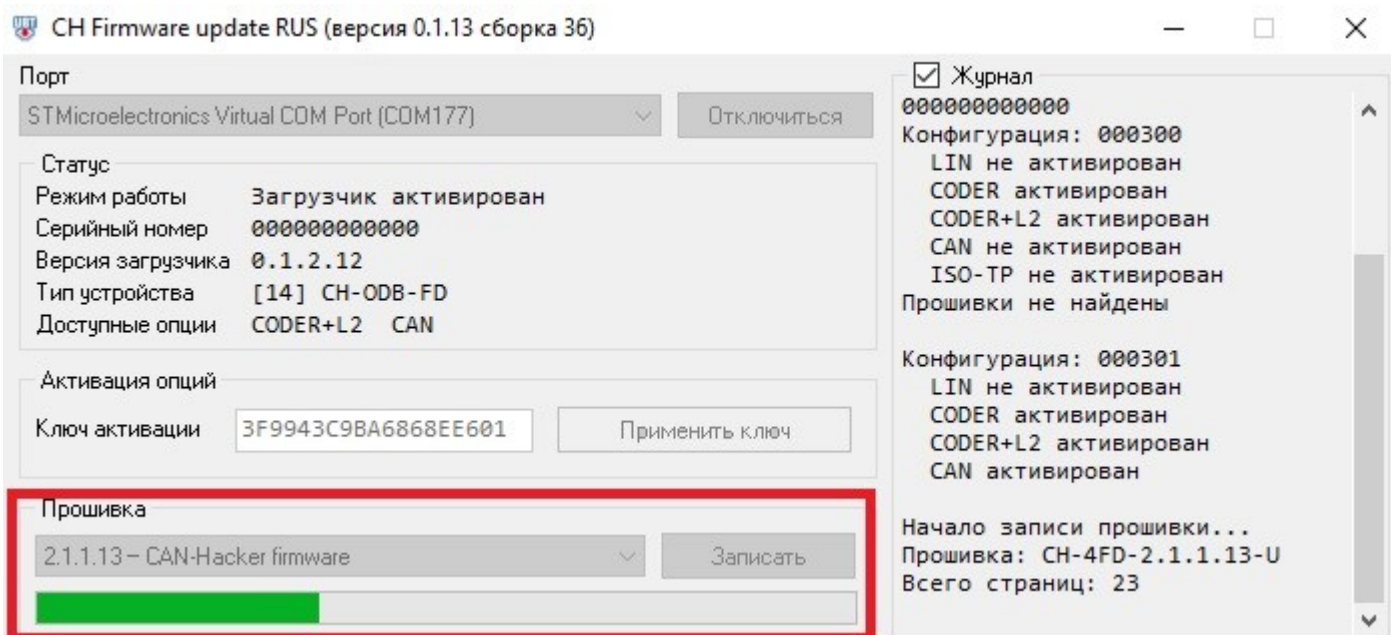 CH Firmware update RUS (версия 0.1.13 сборка 36)
Порт
STMicroelectronics Virtual COM Port (COM177)
Отключиться
Статус
Режим работы Загрузчик активирован
Серийный номер 000000000000
Версия загрузчика 0.1.2.12
Тип устройства [14] CH-ODB-FD
Доступные опции CODER+L2 CAN
Активация опций
Ключ активации 3F9943C9BA6868EE601 Применить ключ
Прошивка
2.1.1.13 – CAN-Hacker firmware
Записать
Журнал
000000000000
Конфигурация: 000300
LIN не активирован
CODER активирован
CODER+L2 активирован
CAN не активирован
ISO-TP не активирован
Прошивки не найдены
Конфигурация: 000301
LIN не активирован
CODER активирован
CODER+L2 активирован
CAN активирован
Начало записи прошивки...
Прошивка: CH-4FD-2.1.1.13-U
Всего страниц: 23